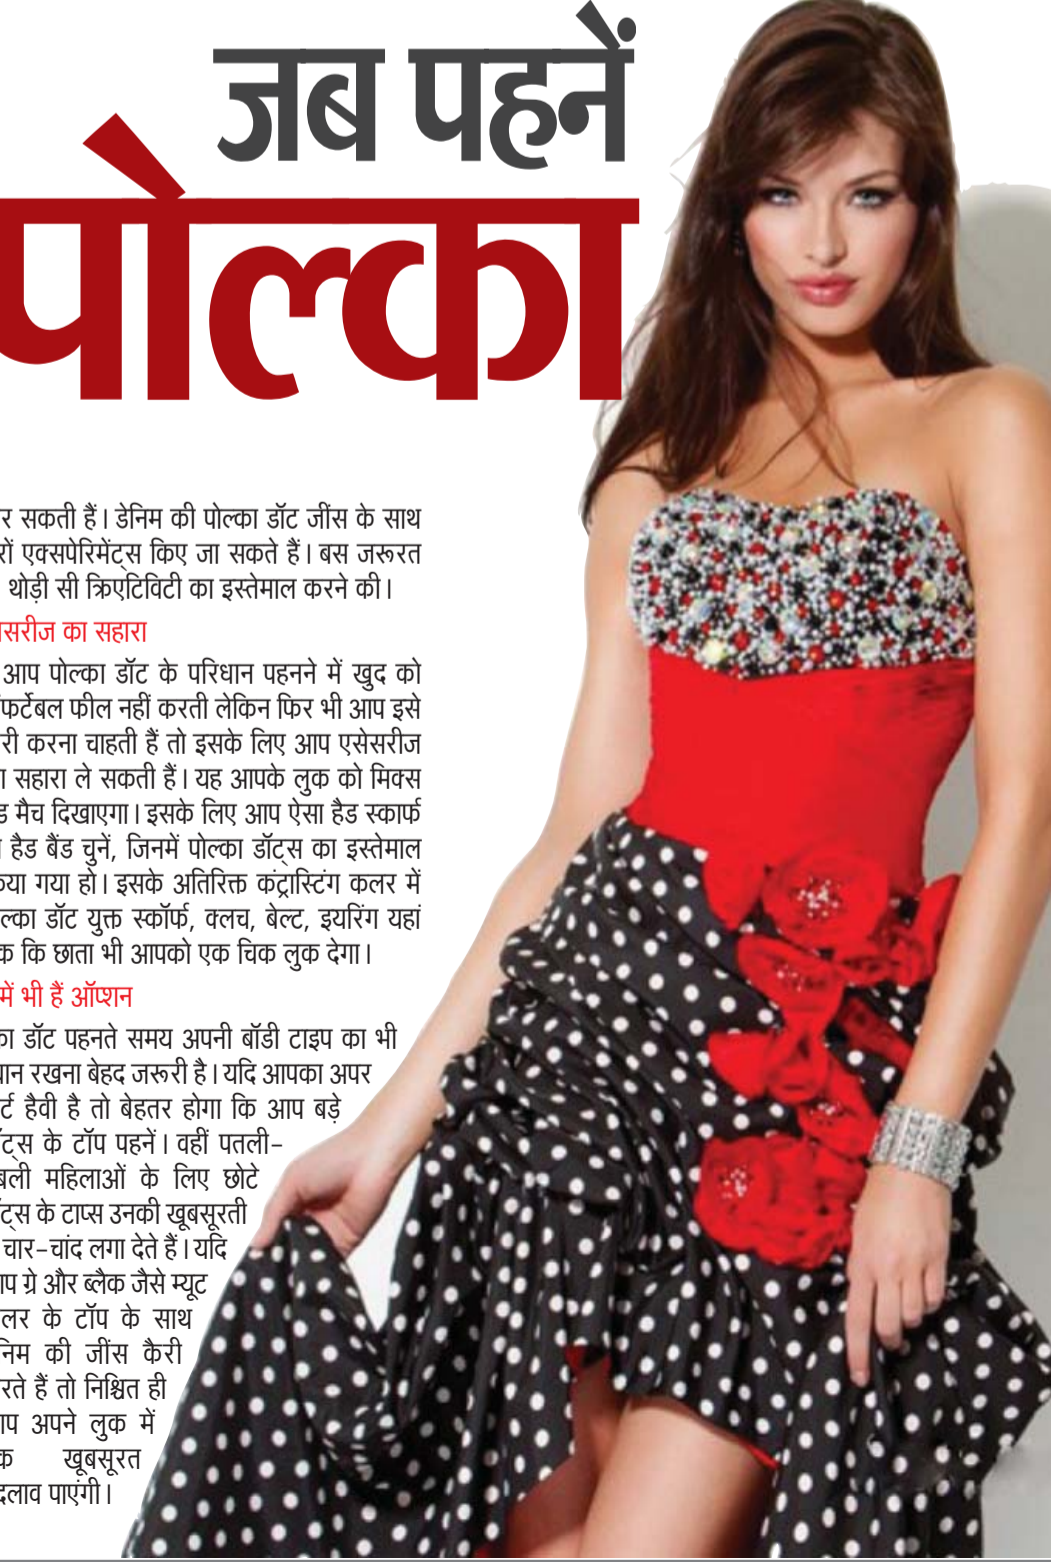 जब पहनें
पोल्का
र सकती हैं। डेनिम की पोल्का डॉट जींस के साथ
रों एक्सपेरिमेंट्स किए जा सकते हैं। बस जरूरत
थोड़ी सी क्रिएटिविटी का इस्तेमाल करने की।
सरीज का सहारा
आप पोल्का डॉट के परिधान पहनने में खुद को
फर्टेबल फील नहीं करती लेकिन फिर भी आप इसे
री करना चाहती हैं तो इसके लिए आप एसेसरीज
सहारा ले सकती हैं। यह आपके लुक को मिक्स
ड मैच दिखाएगा। इसके लिए आप ऐसा हैड स्कार्फ
हैड बैंड चुनें, जिनमें पोल्का डॉट्स का इस्तेमाल
या गया हो। इसके अतिरिक्त कंट्रास्टिंग कलर में
ल्का डॉट युक्त स्कॉर्फ, क्लच, बेल्ट, इयरिंग यहां
क कि छाता भी आपको एक चिक लुक देगा।
में भी हैं ऑप्शन
का डॉट पहनते समय अपनी बॉडी टाइप का भी
यान रखना बेहद जरूरी है। यदि आपका अपर
र्ट हैवी है तो बेहतर होगा कि आप बड़े
ट्स के टॉप पहनें। वहीं पतली-
बली महिलाओं के लिए छोटे
ट्स के टाप्स उनकी खूबसूरती
चार-चांद लगा देते हैं। यदि
प ग्रे और ब्लैक जैसे म्यूट
लर के टॉप के साथ
निम की जींस कैरी
रते हैं तो निश्चित ही
प अपने लुक में
क खूबसूरत
दलाव पाएंगी।